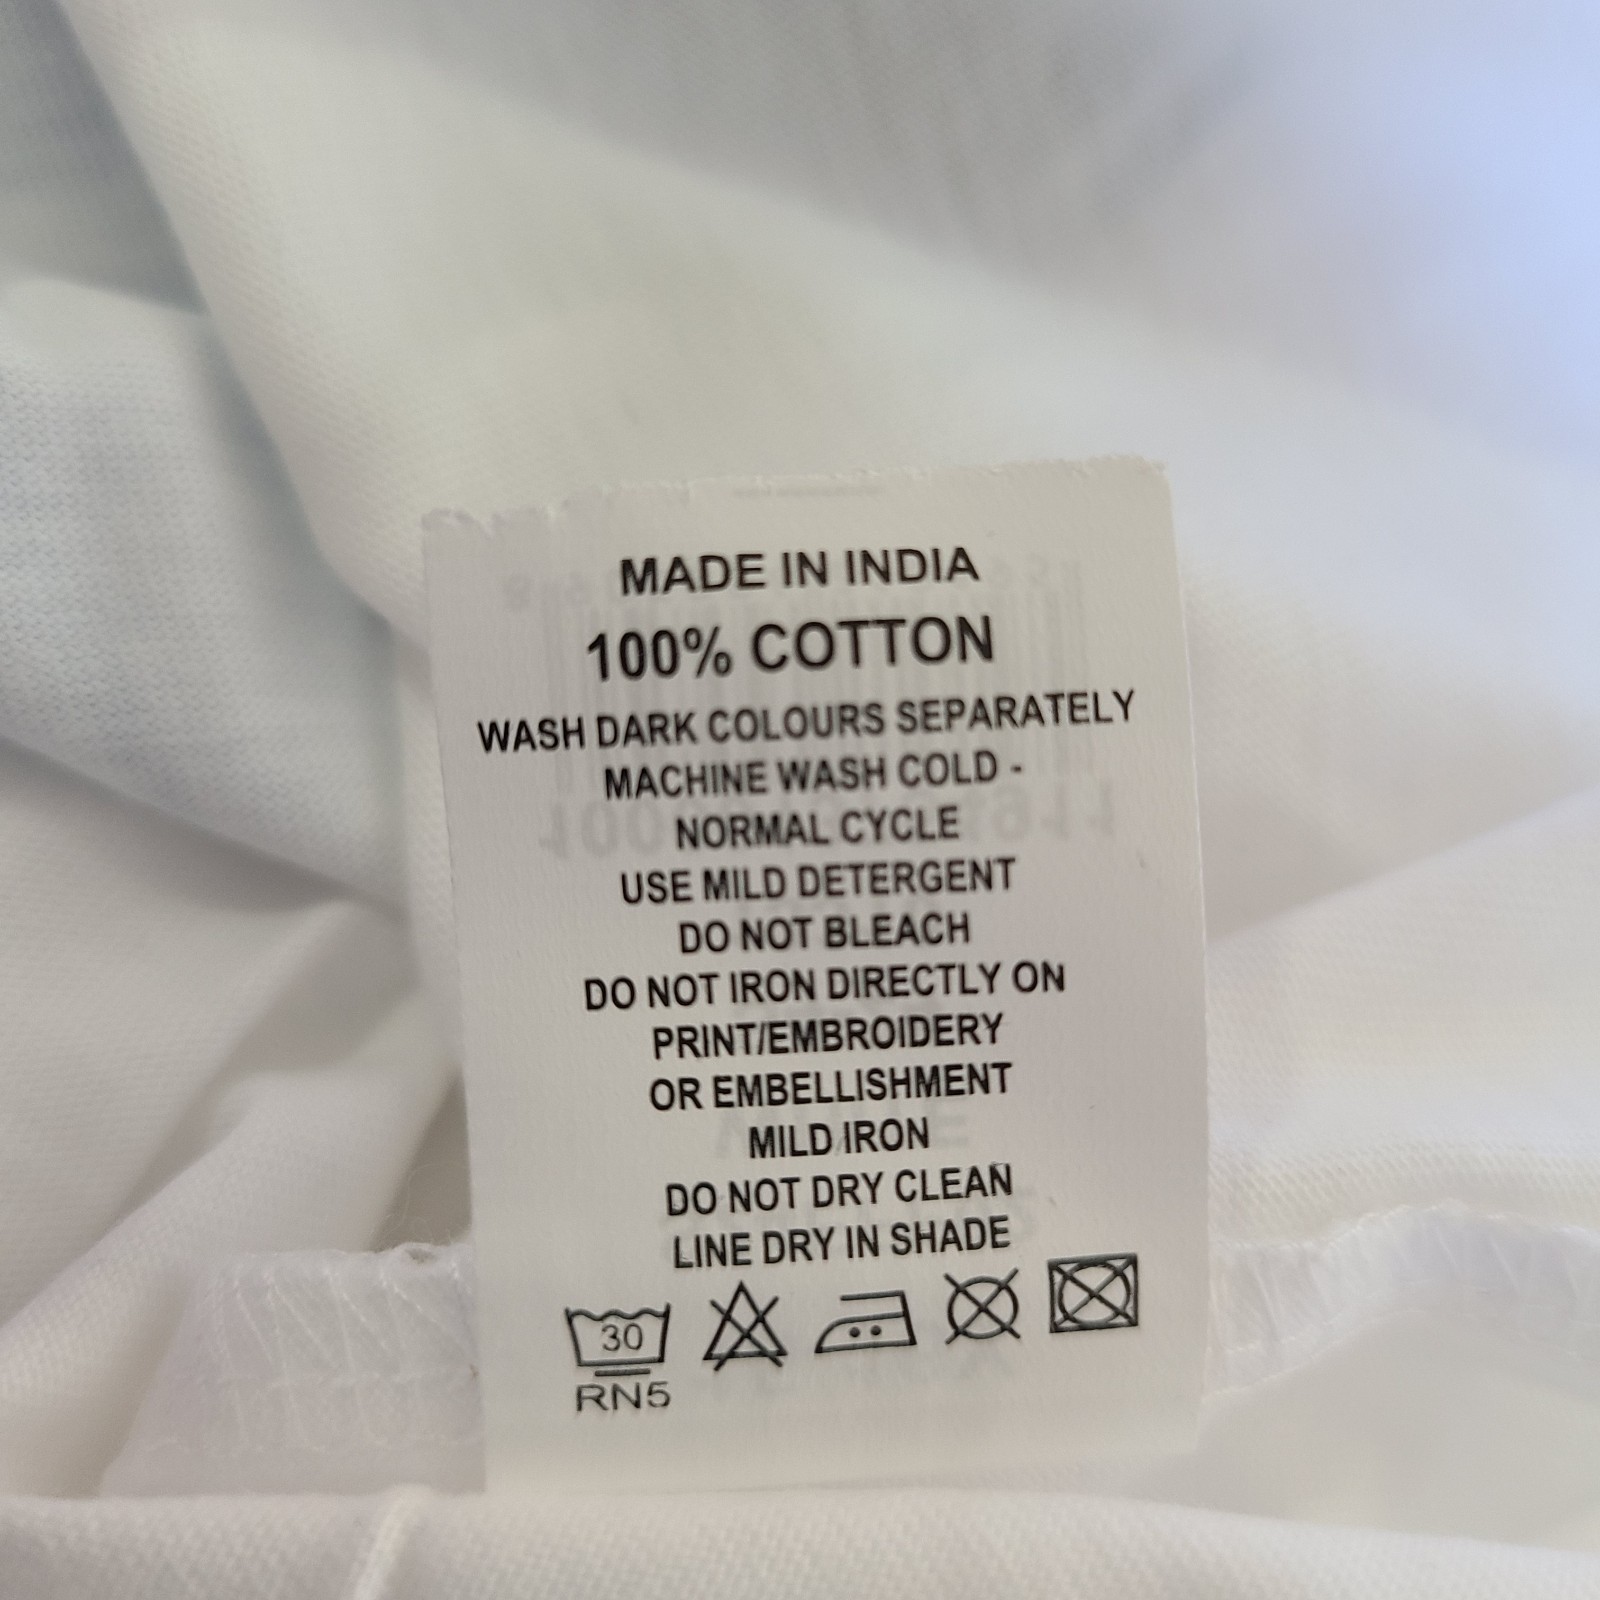 MADE IN INDIA
100% COTTON
WASH DARK COLOURS SEPARATELY
MACHINE WASH COLD -
NORMAL CYCLE
USE MILD DETERGENT
DO NOT BLEACH
DO NOT IRON DIRECTLY ON
PRINT/EMBROIDERY
OR EMBELLISHMENT
MILD IRON
DO NOT DRY CLEAN
LINE DRY IN SHADE
30
RN5